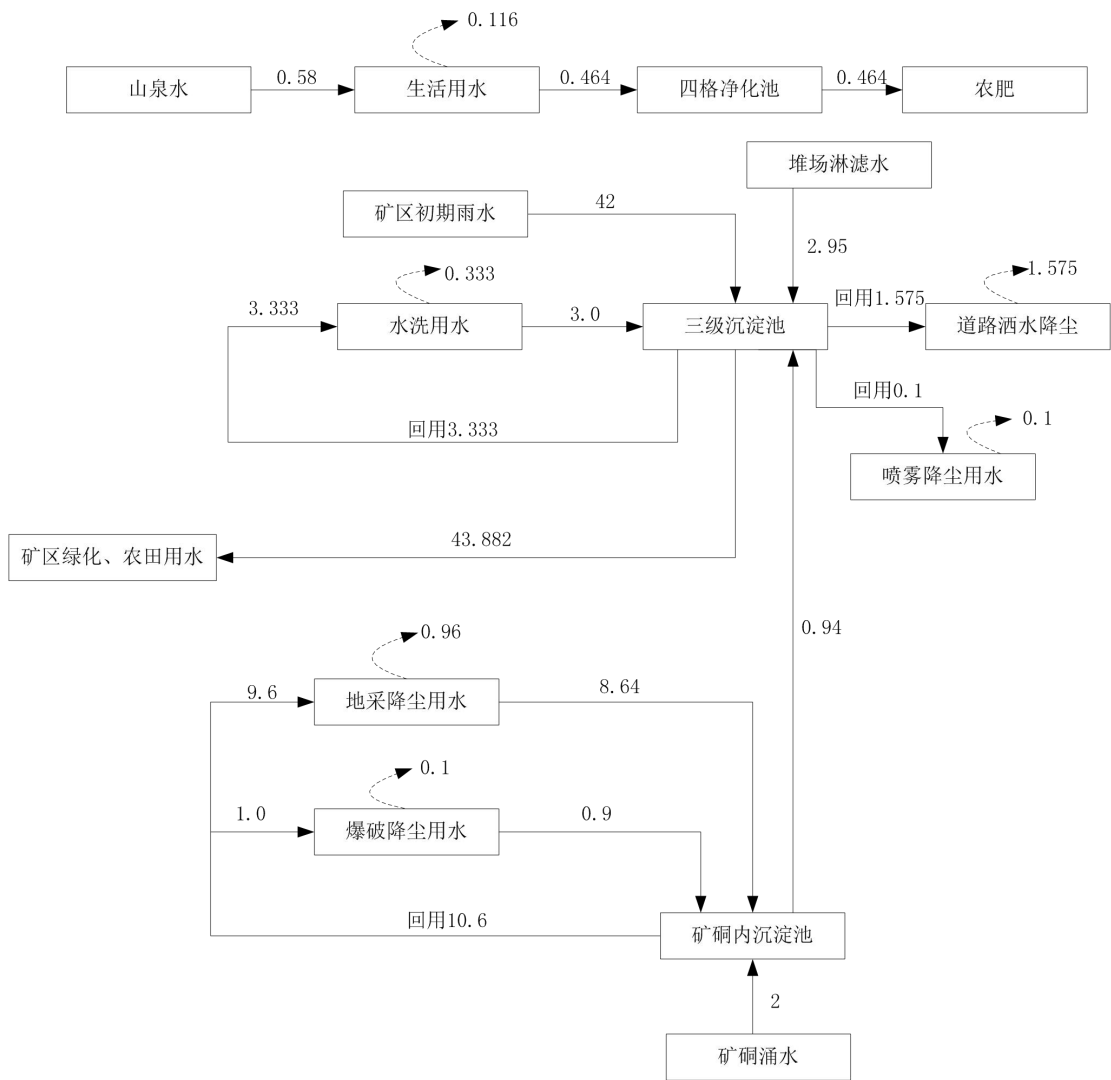 0.116
山泉水
0.58
生活用水
0.464
四格净化池
0.464
农肥
堆场淋滤水
矿区初期雨水
42
2.95
0.333
1.575
3.333
水洗用水
3.0
三级沉淀池
回用1.575
道路洒水降尘
回用3.333
回用0.1
0.1
喷雾降尘用水
43.882
矿区绿化、农田用水
0.94
0.96
9.6
地采降尘用水
8.64
0.1
1.0
爆破降尘用水
0.9
回用10.6
矿硐内沉淀池
2
矿硐涌水